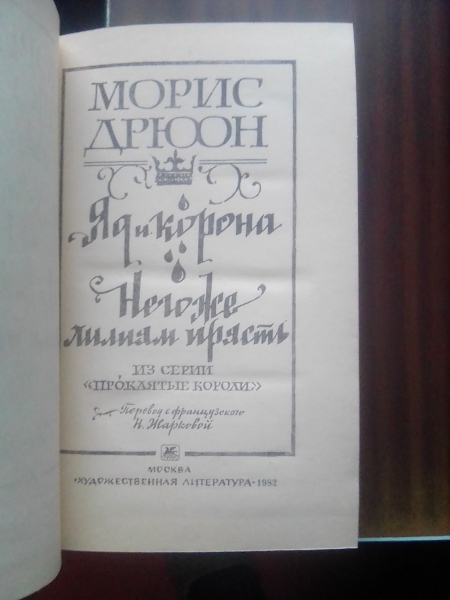 МОРИС
ДРЮОН
Яд и корона
Негоже
лилиям прясть
ИЗ СЕРИИ
«ПРОКЛЯТЫЕ КОРОЛИ»
Перевод с французского
Н. Жарковой
МОСКВА
«ХУДОЖЕСТВЕННАЯ ЛИТЕРАТУРА» · 1982